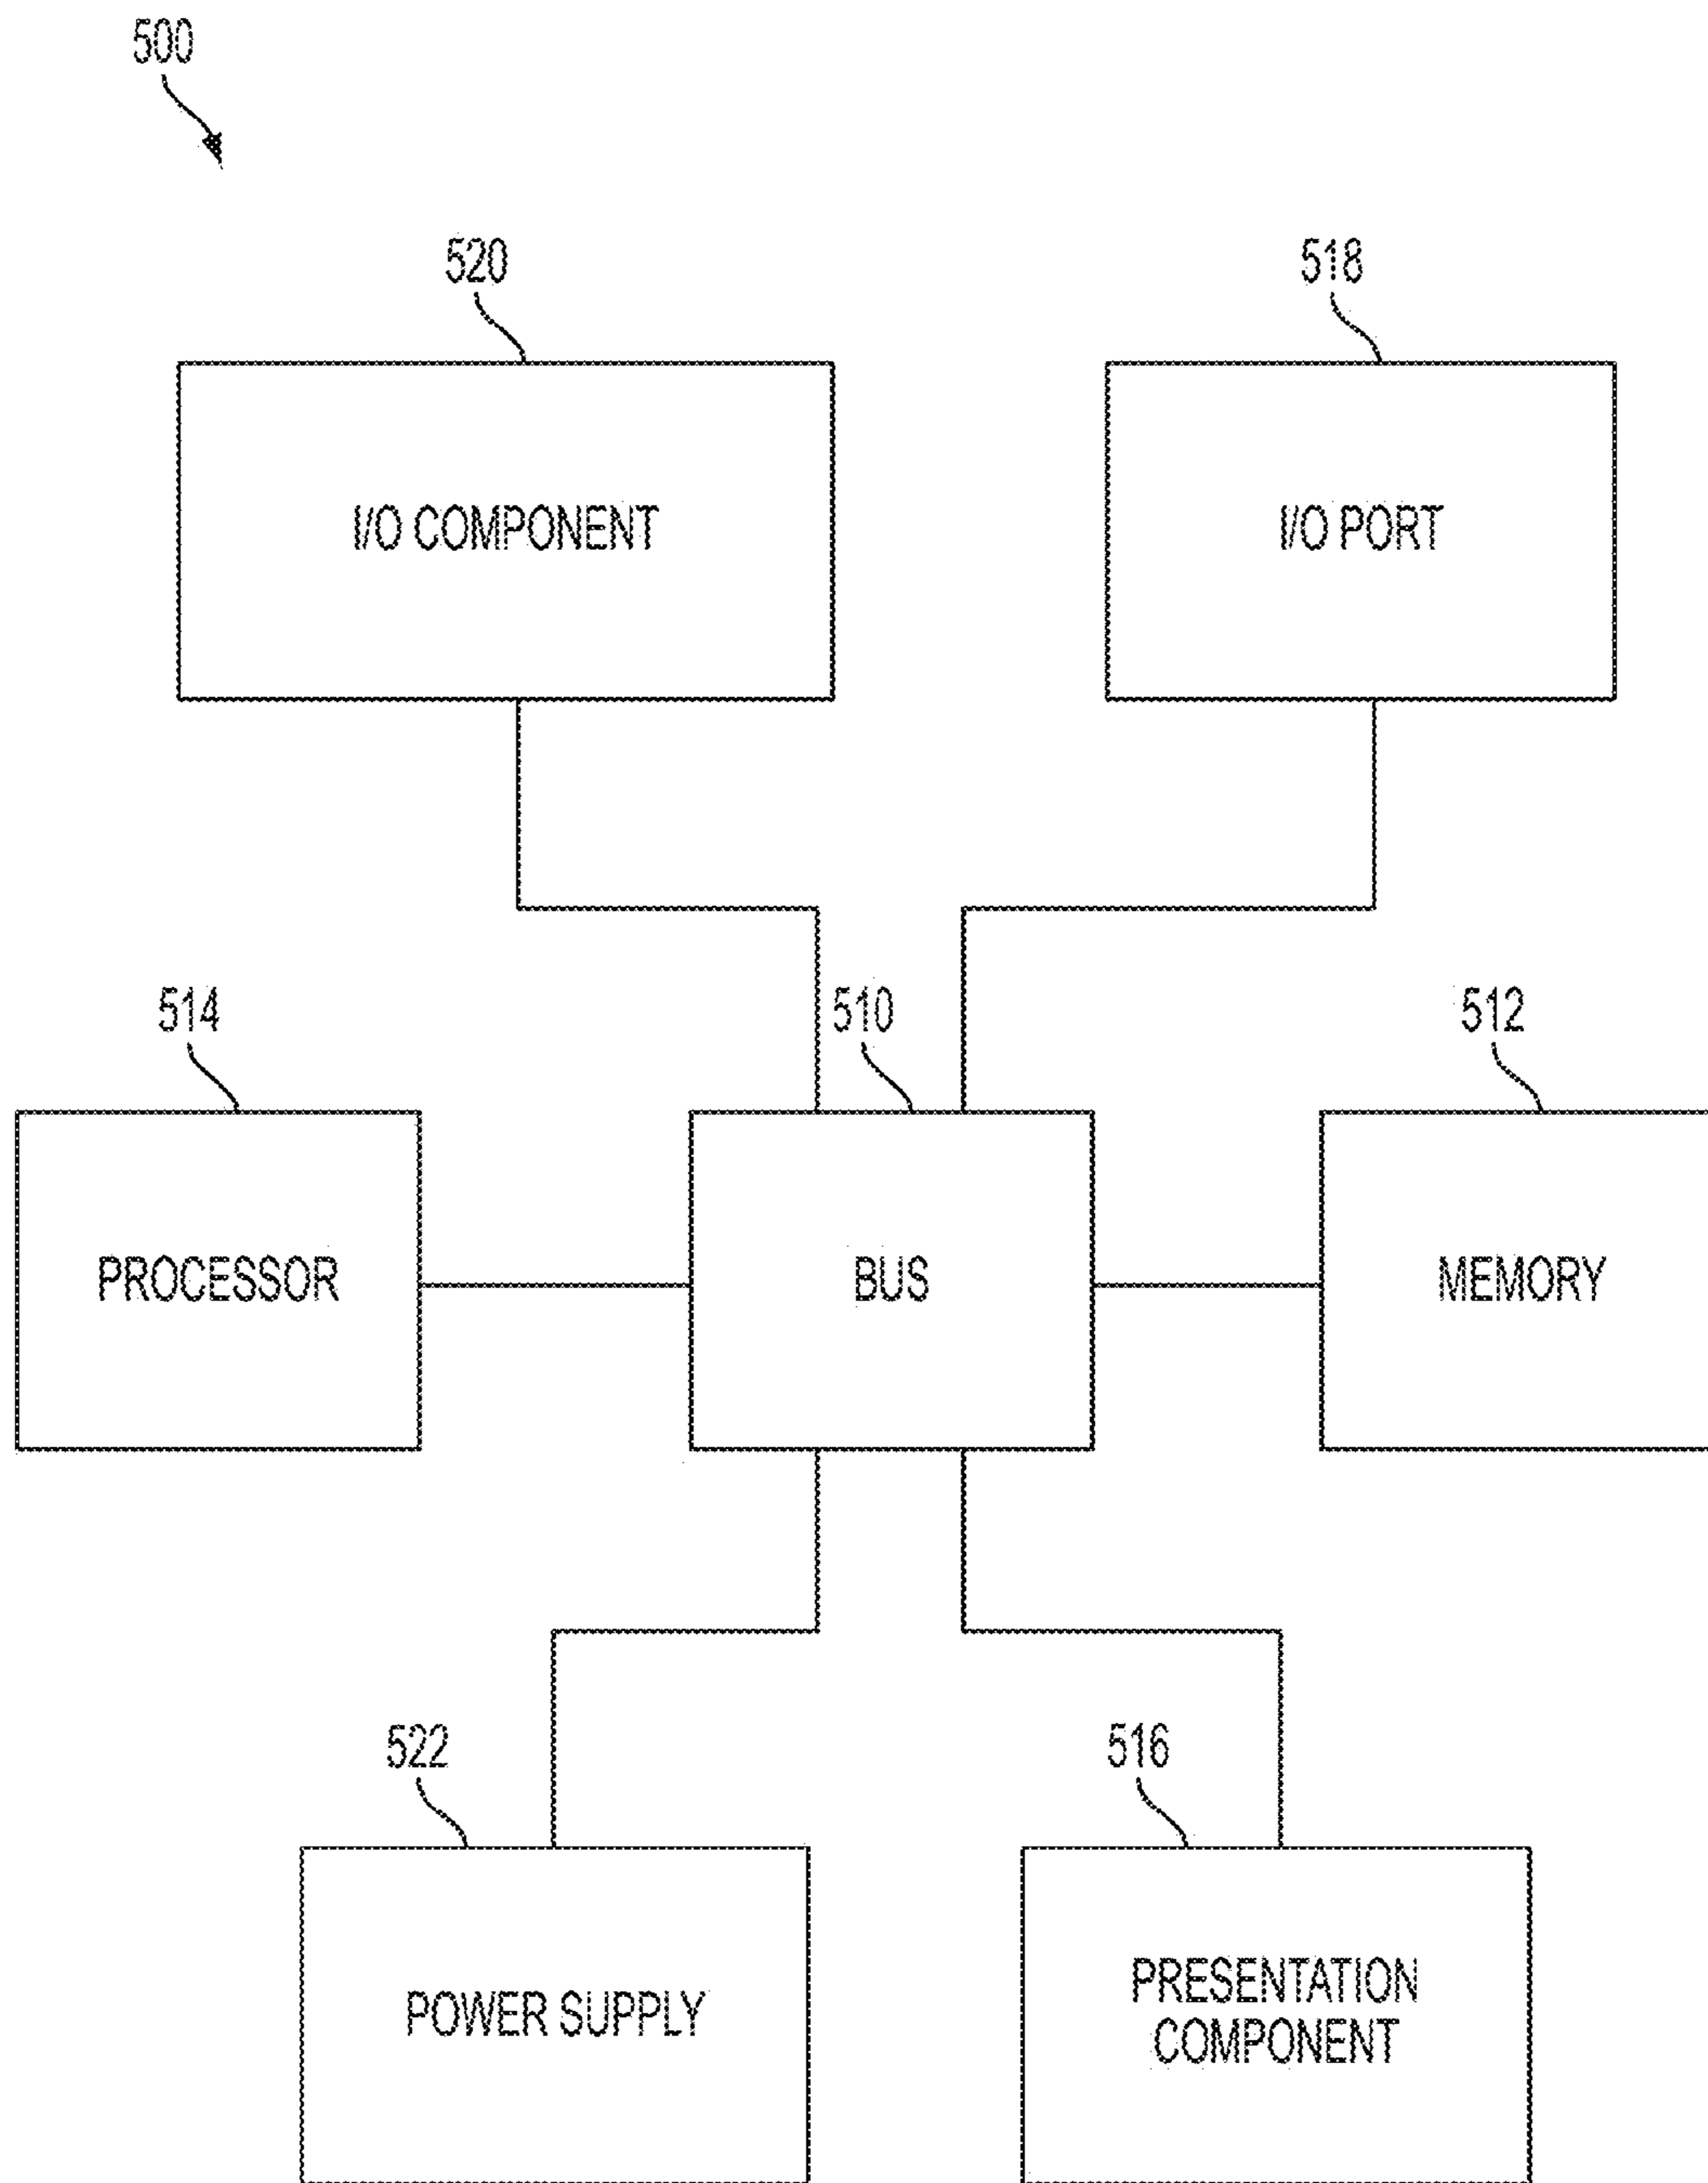 500
520
518
I/O COMPONENT
I/O PORT
514
510
512
PROCESSOR
BUS
MEMORY
522
516
POWER SUPPLY
PRESENTATION
COMPONENT